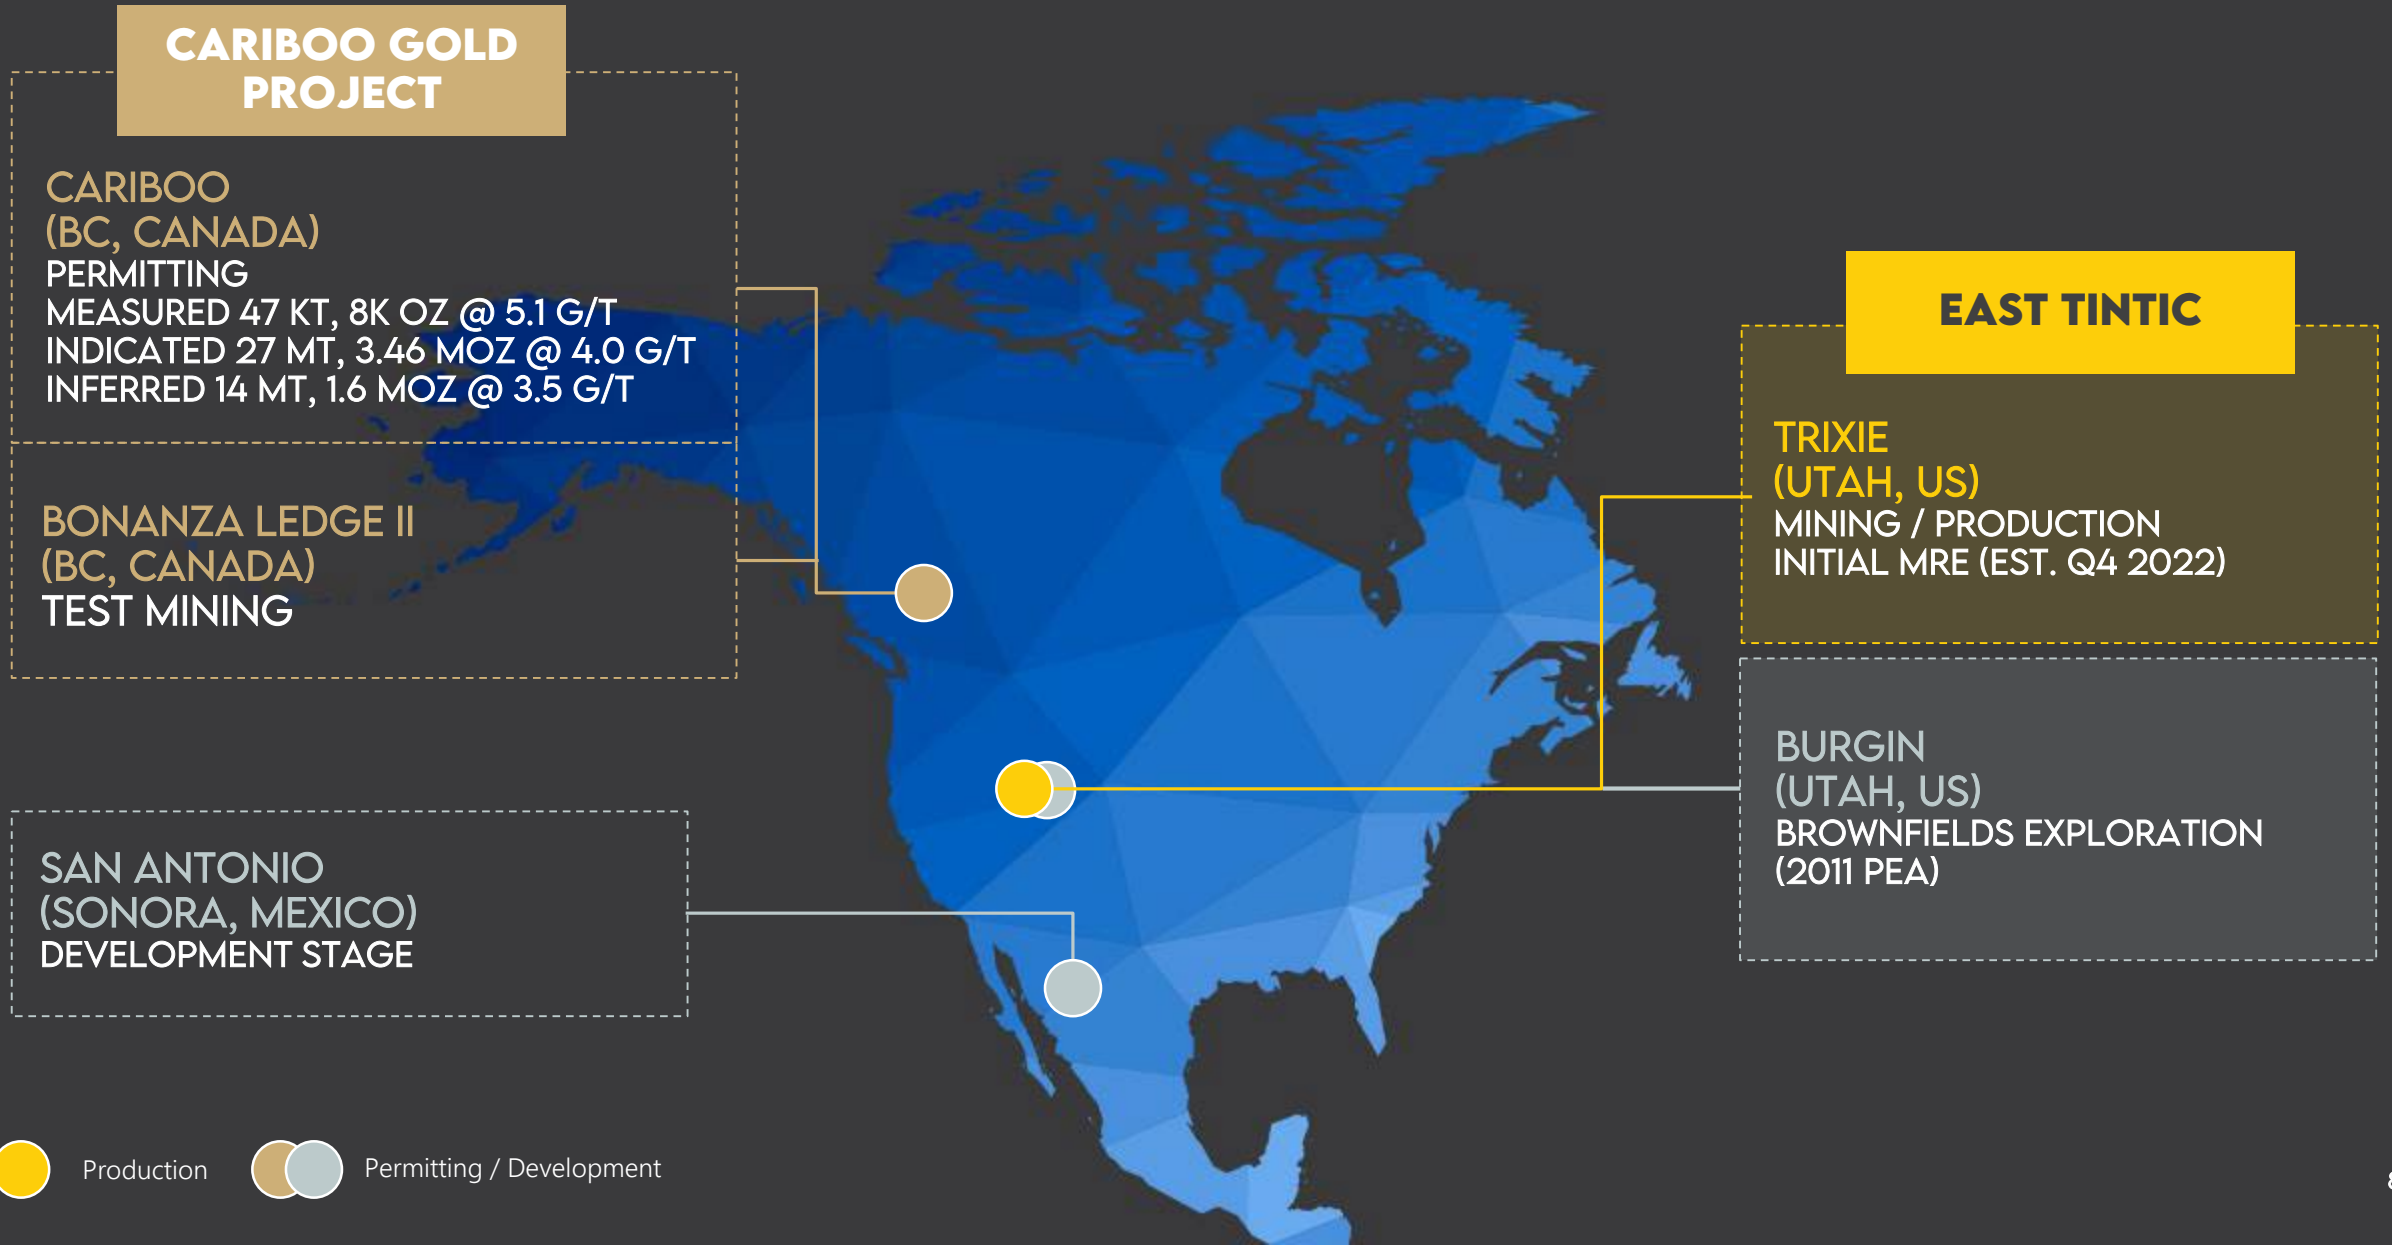 CARIBOO GOLD
PROJECT
CARIBOO
(BC, CANADA)
PERMITTING
MEASURED 47 KT, 8K OZ @ 5.1 G/T
INDICATED 27 MT, 3.46 MOZ @ 4.0 G/T
INFERRED 14 MT, 1.6 MOZ @ 3.5 G/T
BONANZA LEDGE II
(BC, CANADA)
TEST MINING
SAN ANTONIO
(SONORA, MEXICO)
DEVELOPMENT STAGE
EAST TINTIC
TRIXIE
(UTAH, US)
MINING / PRODUCTION
INITIAL MRE (EST. Q4 2022)
BURGIN
(UTAH, US)
BROWNFIELDS EXPLORATION
(2011 PEA)
Production
Permitting / Development